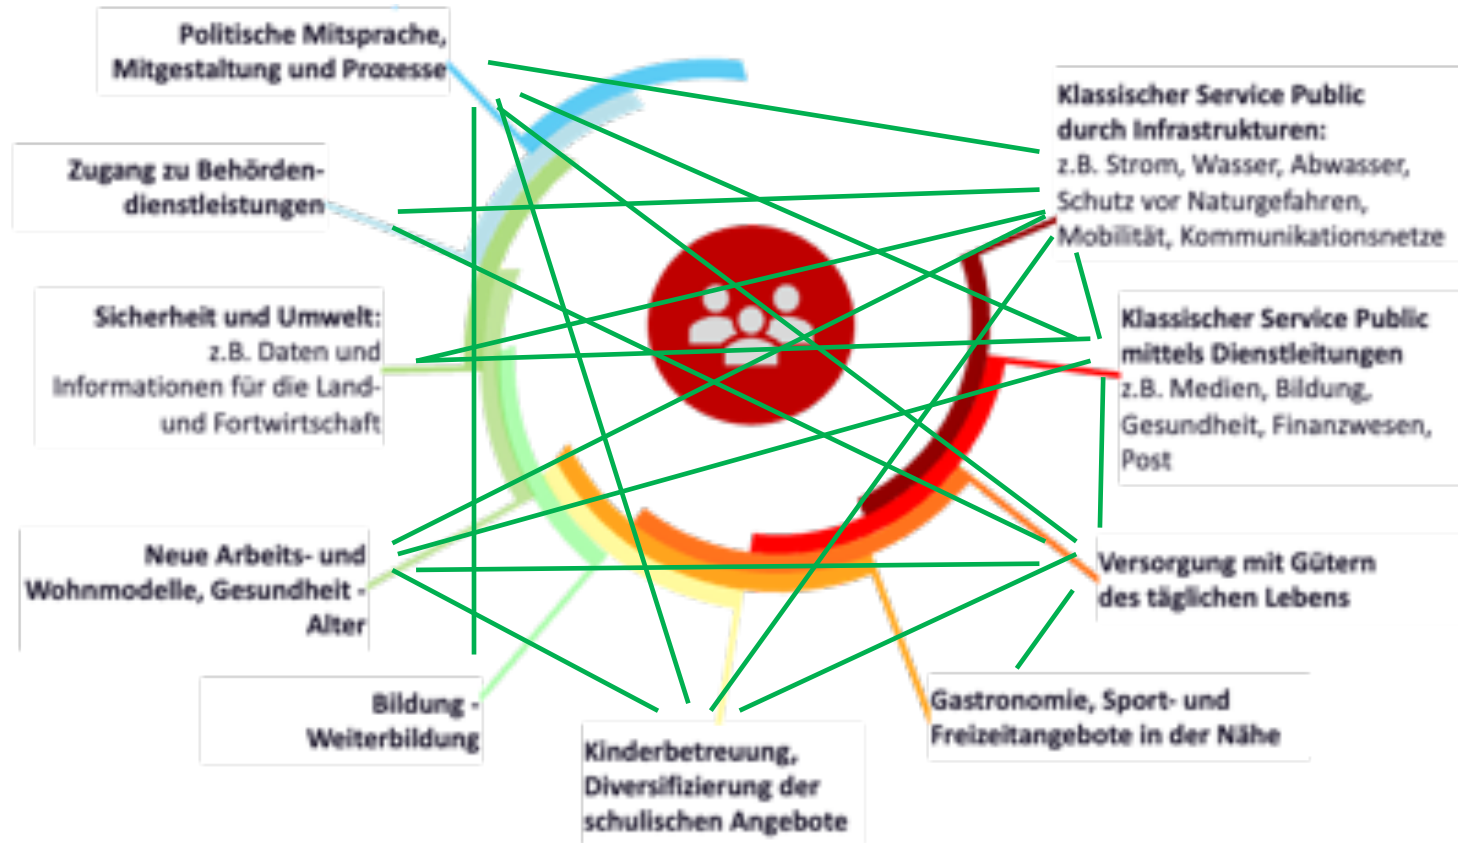 Politische Mitsprache,
Mitgestaltung und Prozesse
Zugang zu Behörden-
dienstleistungen
Sicherheit und Umwelt:
z.B. Daten und
Informationen für die Land-
und Fortwirtschaft
Neue Arbeits- und
Wohnmodelle, Gesundheit -
Alter
Bildung -
Weiterbildung
Kinderbetreuung,
Diversifizierung der
schulischen Angebote
Gastronomie, Sport- und
Freizeitangebote in der Nähe
Versorgung mit Gütern
des täglichen Lebens
Klassischer Service Public
mittels Dienstleitungen
z.B. Medien, Bildung,
Gesundheit, Finanzwesen,
Post
Klassischer Service Public
durch Infrastrukturen:
z.B. Strom, Wasser, Abwasser,
Schutz vor Naturgefahren,
Mobilität, Kommunikationsnetze